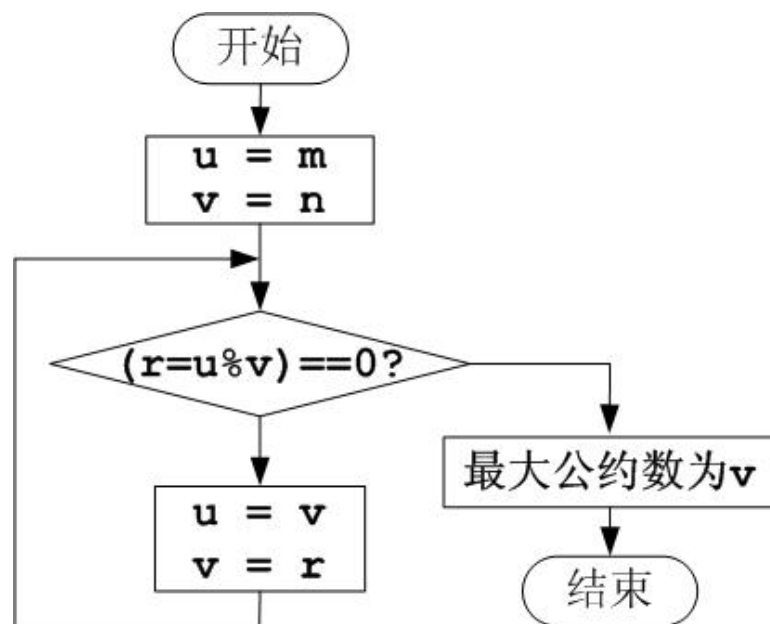 开始
u = m
v = n
(r=u%v)==0?
u = v
v = r
最大公约数为v
结束